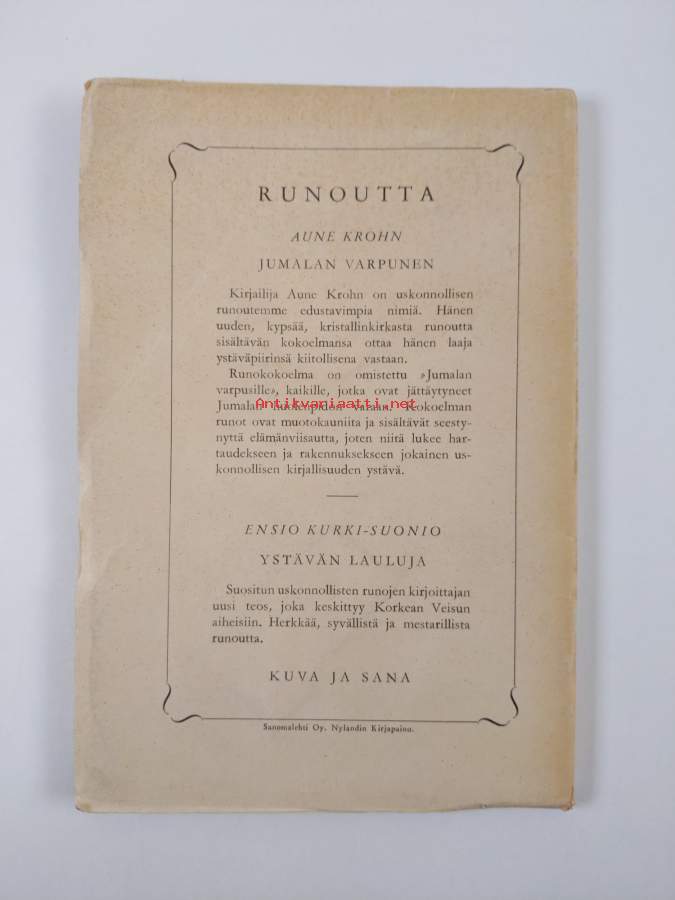 RUNOUTTA
AUNE KROHN
JUMALAN VARPUNEN
Kirjailija Aune Krohn on uskonnollisen
runoutemme edustavimpia nimiä. Hänen
uuden, kypsää, kristallinkirkasta runoutta
sisältävän kokoelmansa ottaa hänen laaja
ystäväpiirinsä kiitollisena vastaan.
Runokokoelma on omistettu »Jumalan
varpusille», kaikille, jotka ovat jättäytyneet
Antikvariaatti.net
Jumalan huolenpidon varaan. Kokoelman
runot ovat muotokauniita ja sisältävät seesty-
nyttä elämänviisautta, joten niitä lukee har-
taudekseen ja rakennuksekseen jokainen us-
konnollisen kirjallisuuden ystävä.
ENSIO KURKI-SUONIO
YSTÄVÄN LAULUJA
Suositun uskonnollisten runojen kirjoittajan
uusi teos, joka keskittyy Korkean Veisun
aiheisiin. Herkkää, syvällistä ja mestarillista
runoutta.
KUVA JA SANA
Sanomalehti Oy. Nylandin Kirjapaino.